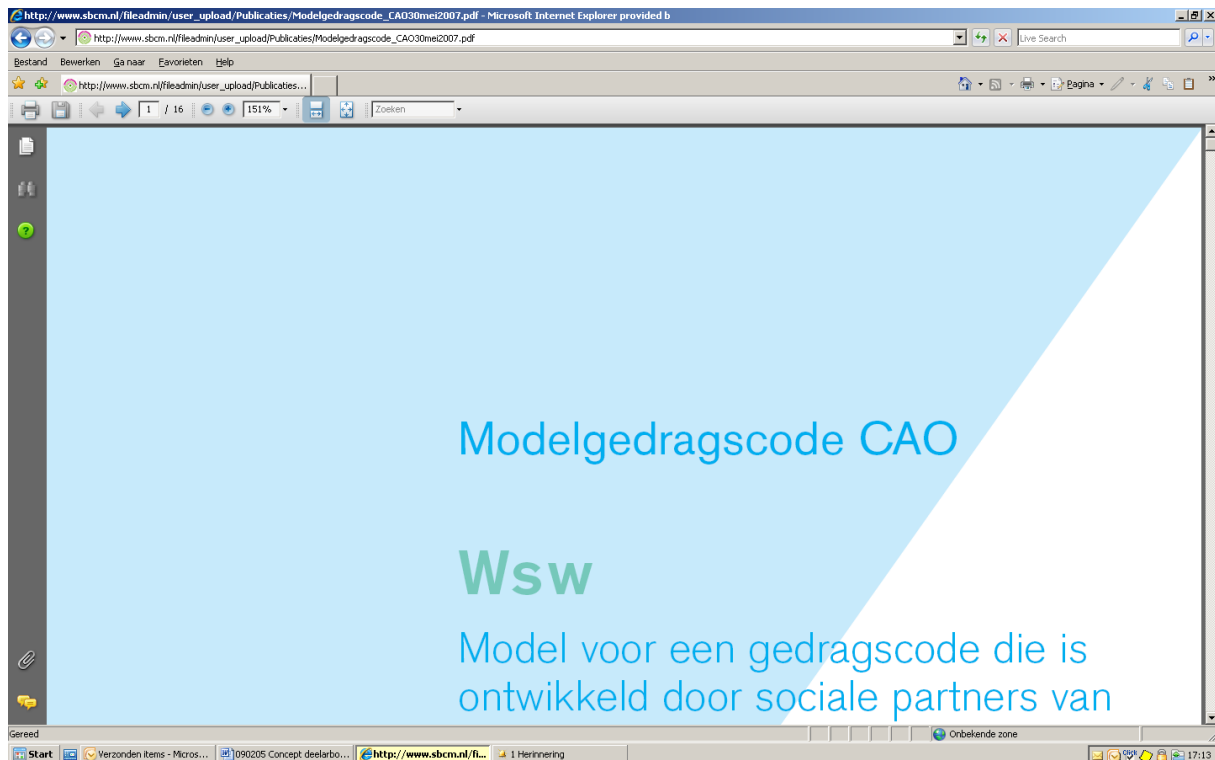 http://www.sbcm.nl/fileadmin/user_upload/Publicaties/Modelgedragscode_CAO30mei2007.pdf - Microsoft Internet Explorer provided b
http://www.sbcm.nl/fileadmin/user_upload/Publicaties/Modelgedragscode_CAO30mei2007.pdf
Live Search
Bestand Bewerken Ga naar Favorieten Help
http://www.sbcm.nl/fileadmin/user_upload/Publicaties...
Pagina
1 / 16 151% Zoeken
Modelgedragscode CAO
Wsw
Model voor een gedragscode die is
ontwikkeld door sociale partners van
Gereed
Onbekende zone
Start Verzonden items - Micros... 090205 Concept deelarbo... http://www.sbcm.nl/fi... 1 Herinnering 17:13